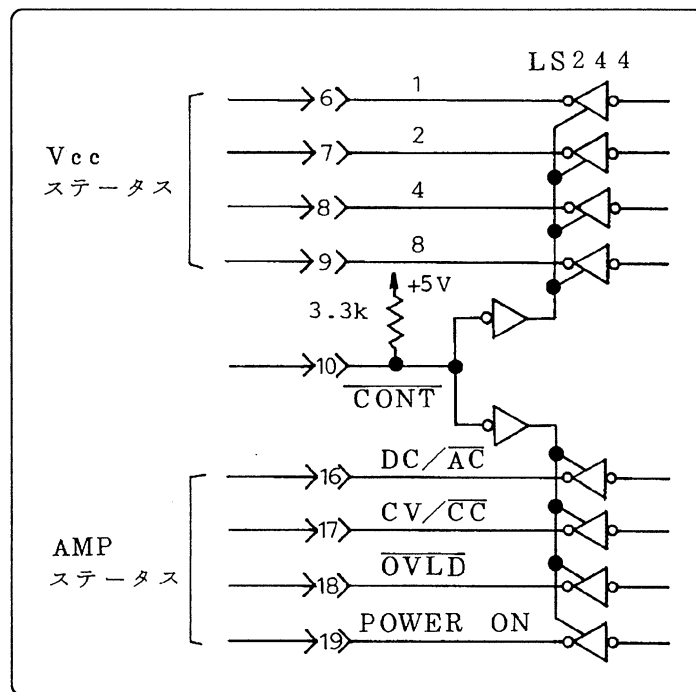 LS244
6 1
Vcc
ステータス
7 2
8 4
9 8
+5V
3.3k
10
CONT
16 DC/AC
17 CV/CC
AMP
ステータス
18 OVLD
19 POWER ON